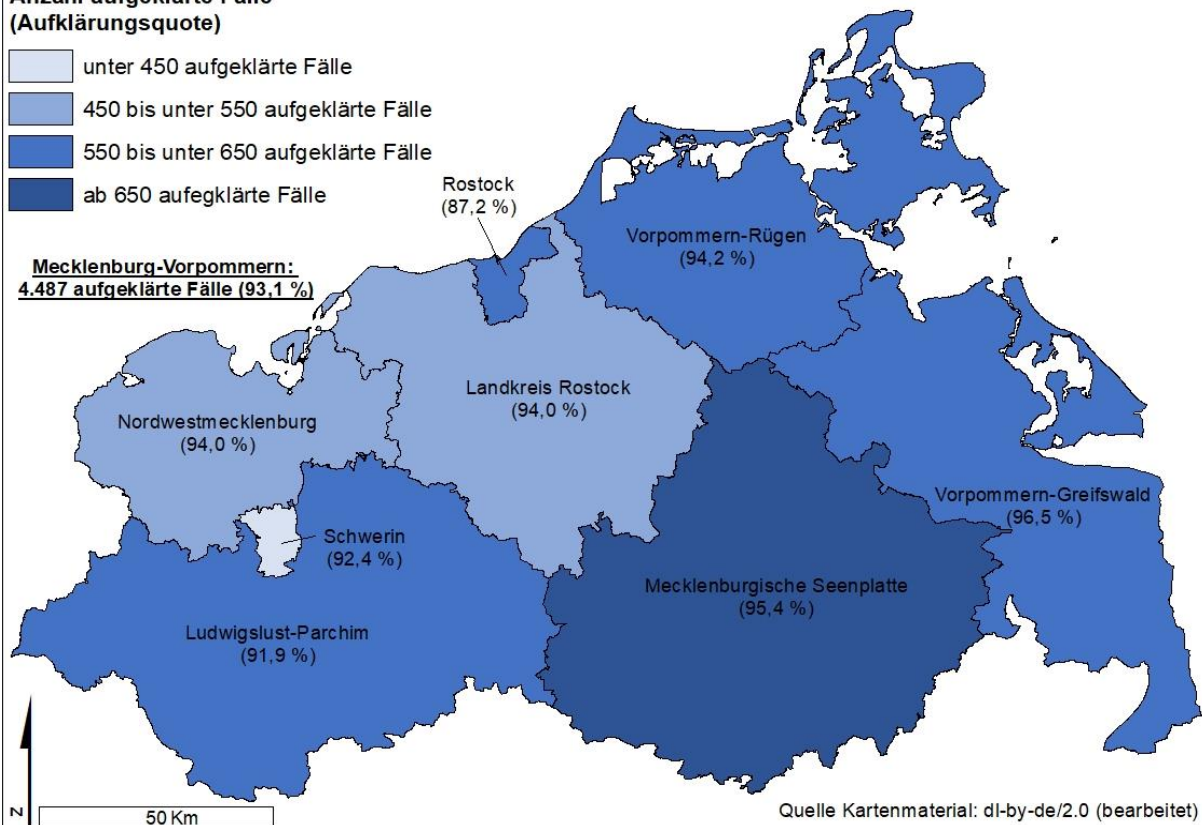 Anzahl aufgeklärte Fälle
(Aufklärungsquote)
unter 450 aufgeklärte Fälle
450 bis unter 550 aufgeklärte Fälle
550 bis unter 650 aufgeklärte Fälle
ab 650 aufegklärte Fälle
Rostock
(87,2 %)
Vorpommern-Rügen
(94,2 %)
Mecklenburg-Vorpommern:
4.487 aufgeklärte Fälle (93,1 %)
Landkreis Rostock
(94,0 %)
Nordwestmecklenburg
(94,0 %)
Vorpommern-Greifswald
(96,5 %)
Schwerin
(92,4 %)
Mecklenburgische Seenplatte
(95,4 %)
Ludwigslust-Parchim
(91,9 %)
N
50 Km
Quelle Kartenmaterial: dl-by-de/2.0 (bearbeitet)